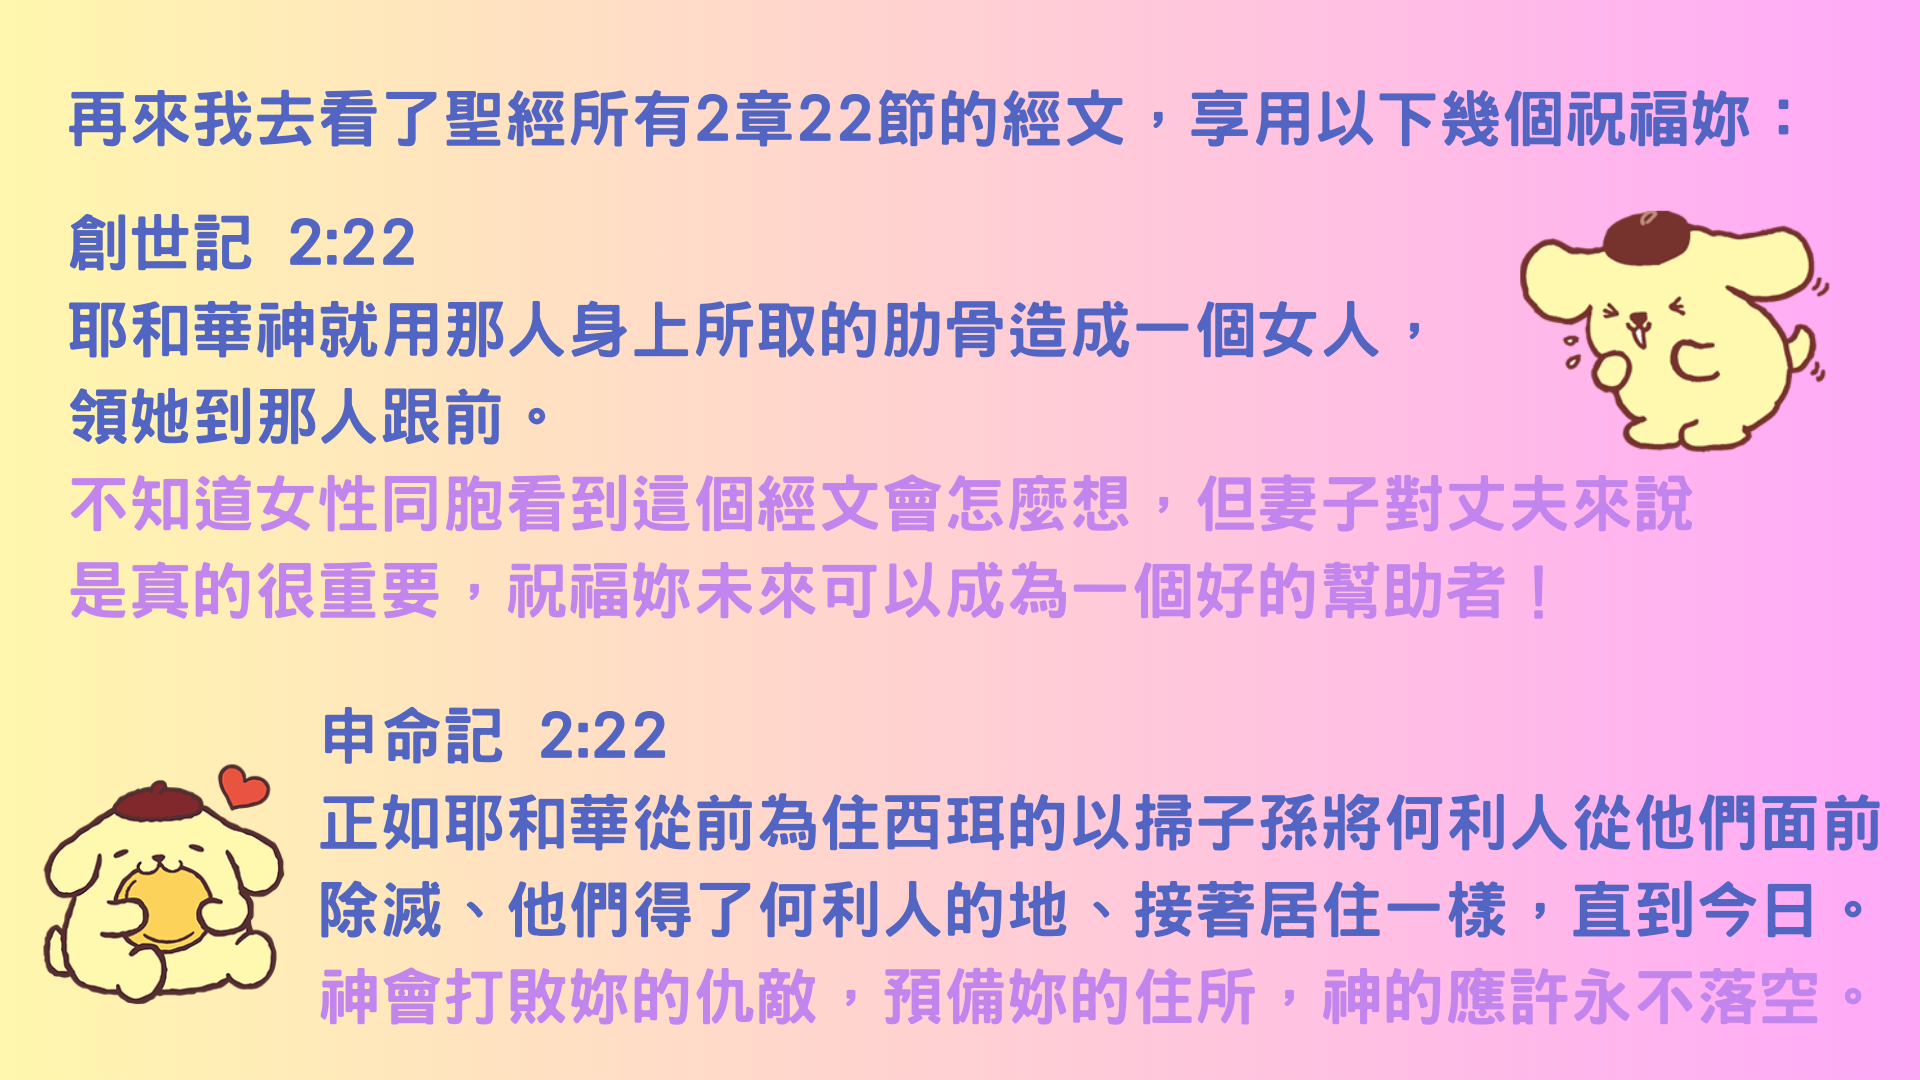 再來我去看了聖經所有2章22節的經文，享用以下幾個祝福妳：
創世記 2:22
耶和華神就用那人身上所取的肋骨造成一個女人，
領她到那人跟前。
不知道女性同胞看到這個經文會怎麼想，但妻子對丈夫來說
是真的很重要，祝福妳未來可以成為一個好的幫助者！
申命記 2:22
正如耶和華從前為住西珥的以掃子孫將何利人從他們面前
除滅、他們得了何利人的地、接著居住一樣，直到今日。
神會打敗妳的仇敵，預備妳的住所，神的應許永不落空。